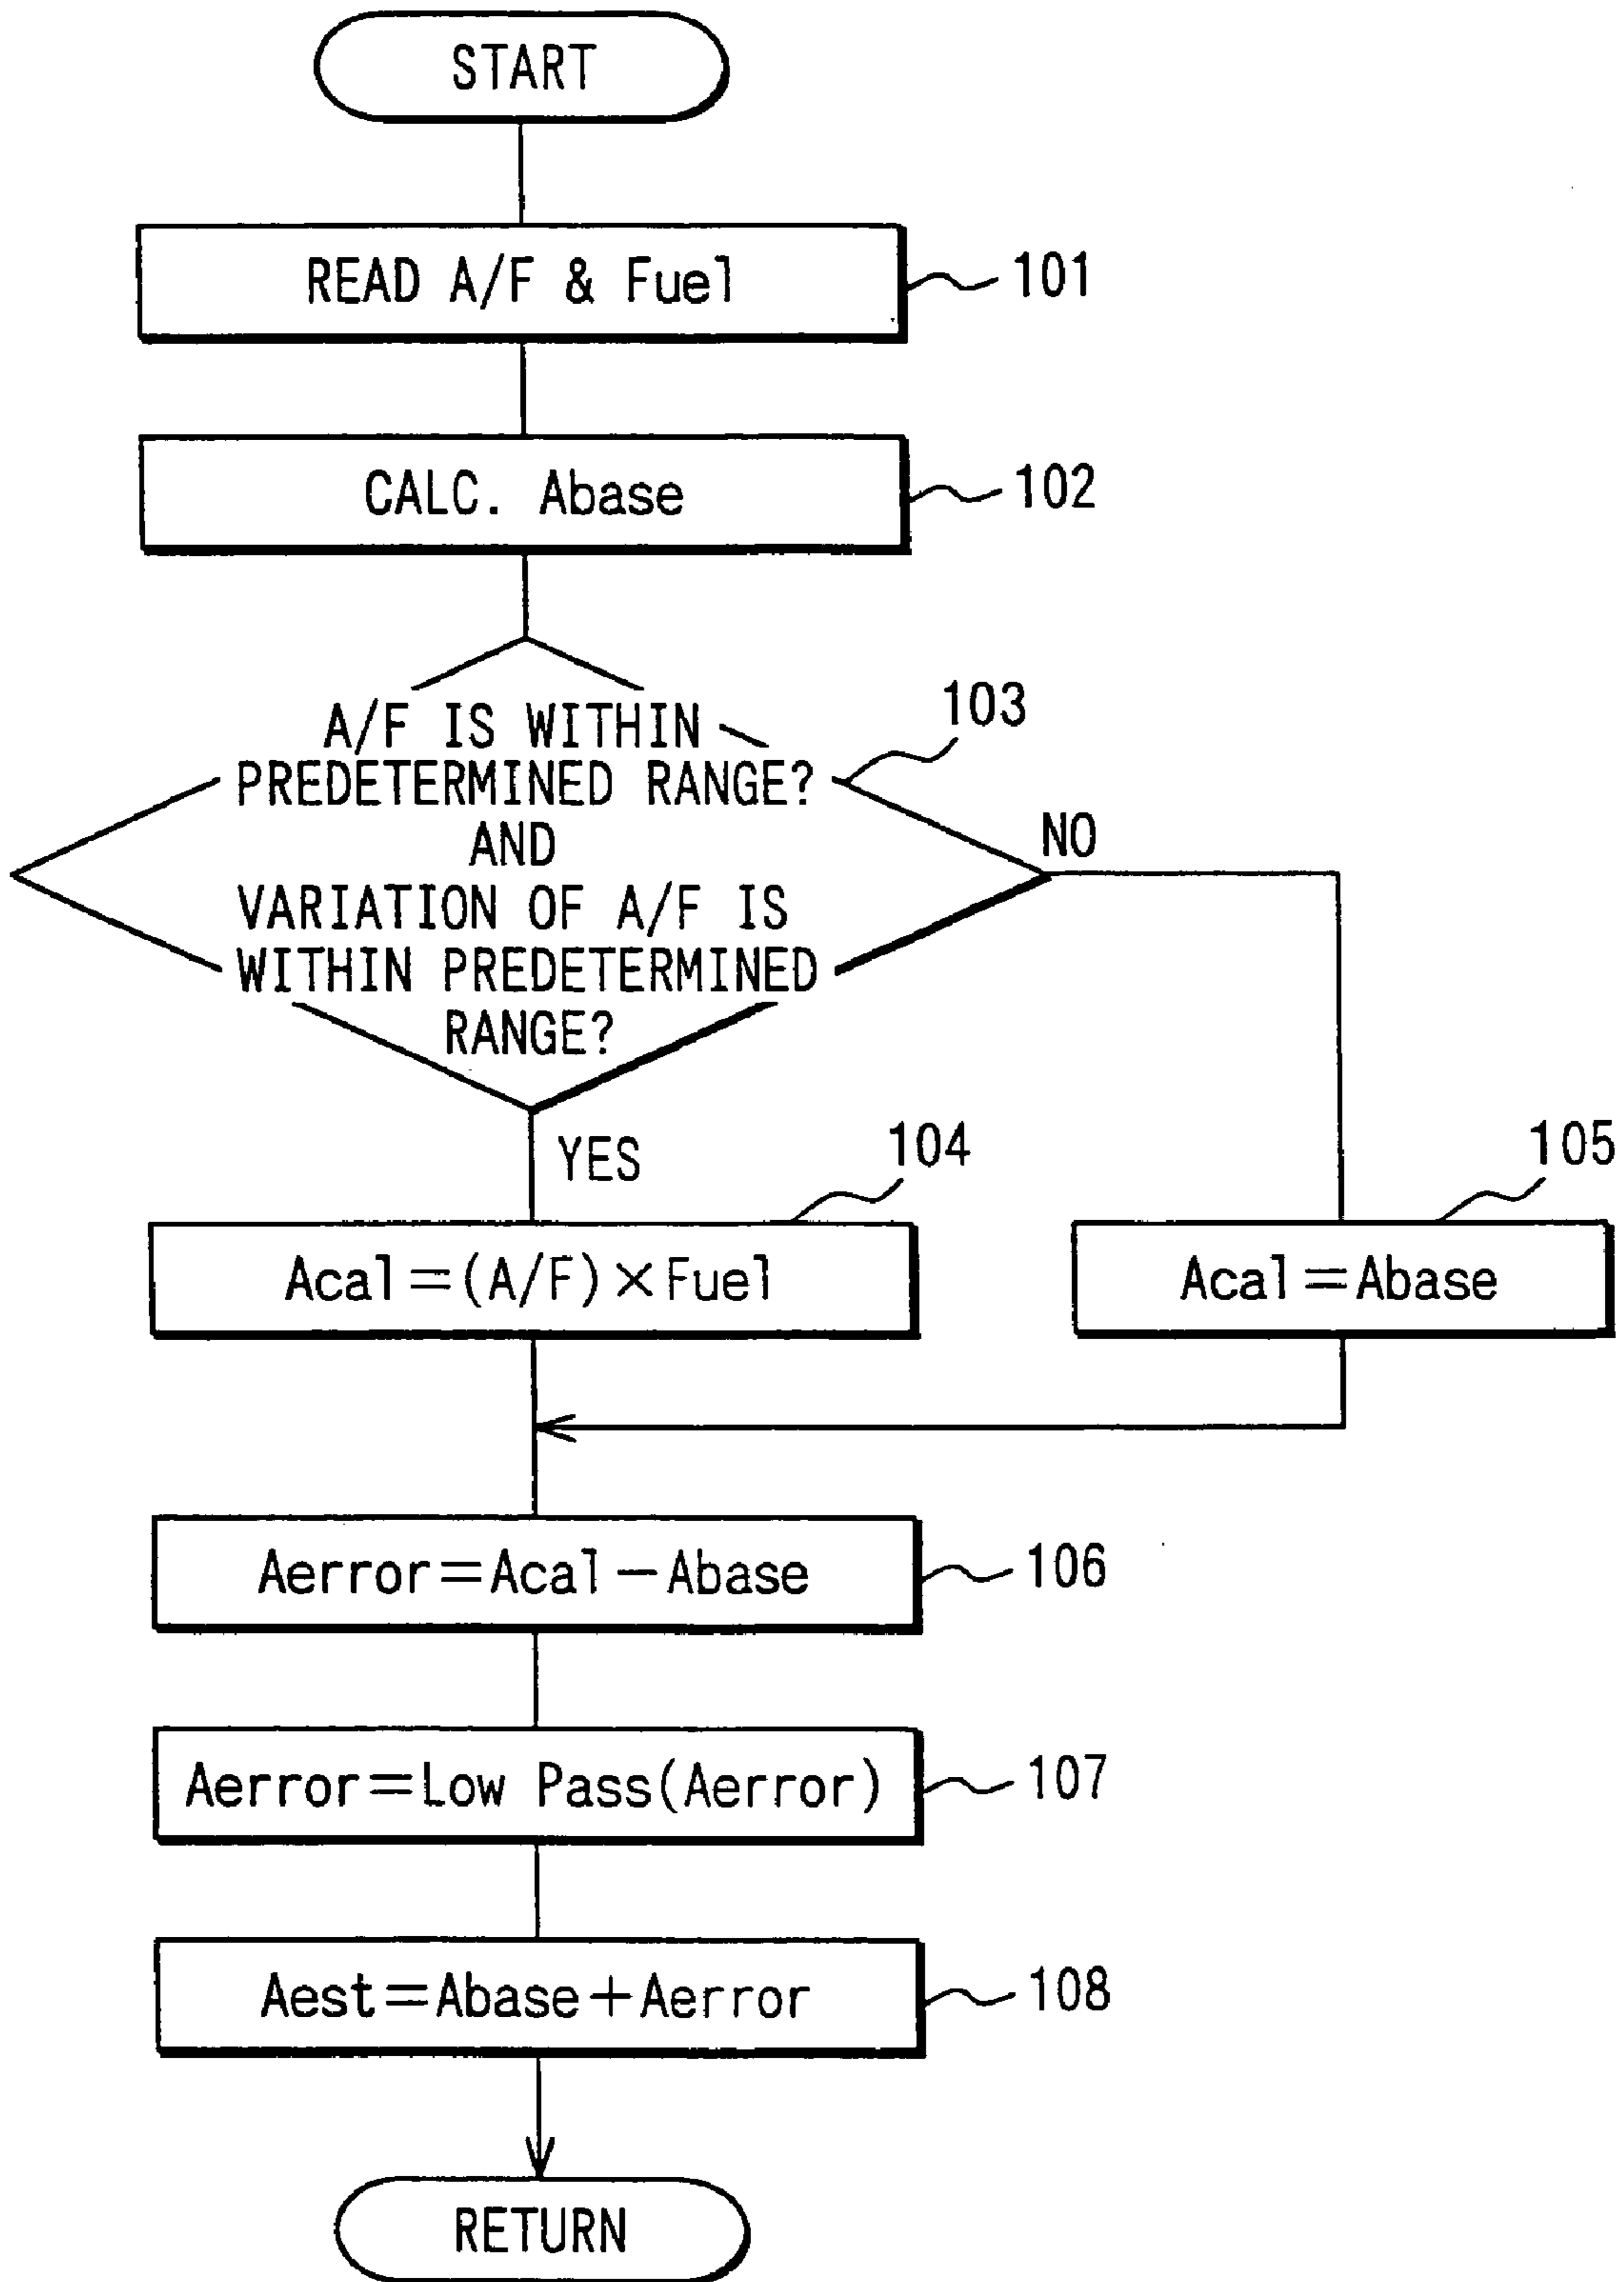 START
READ A/F & Fuel
101
CALC. Abase
102
A/F IS WITHIN
PREDETERMINED RANGE?
AND
VARIATION OF A/F IS
WITHIN PREDETERMINED
RANGE?
103
NO
YES
104
105
Acal=(A/F)×Fuel
Acal=Abase
Aerror=Acal-Abase
106
Aerror=Low Pass(Aerror)
107
Aest=Abase+Aerror
108
RETURN